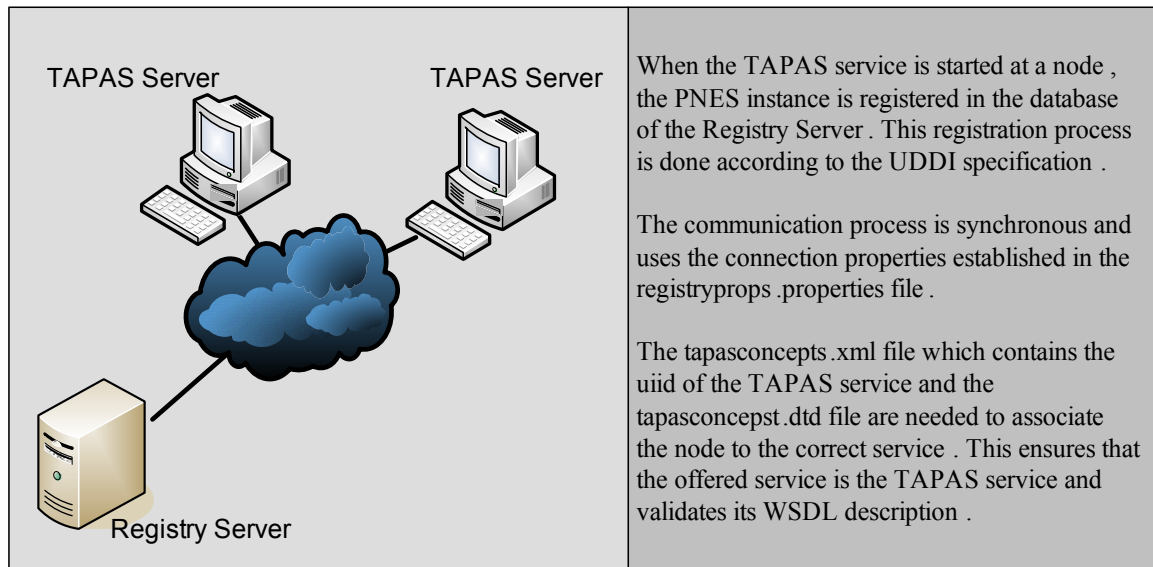 TAPAS Server
TAPAS Server
Registry Server
When the TAPAS service is started at a node ,
the PNES instance is registered in the database
of the Registry Server . This registration process
is done according to the UDDI specification .
The communication process is synchronous and
uses the connection properties established in the
registryprops .properties file .
The tapasconcepts .xml file which contains the
uiid of the TAPAS service and the
tapasconcepst .dtd file are needed to associate
the node to the correct service . This ensures that
the offered service is the TAPAS service and
validates its WSDL description .